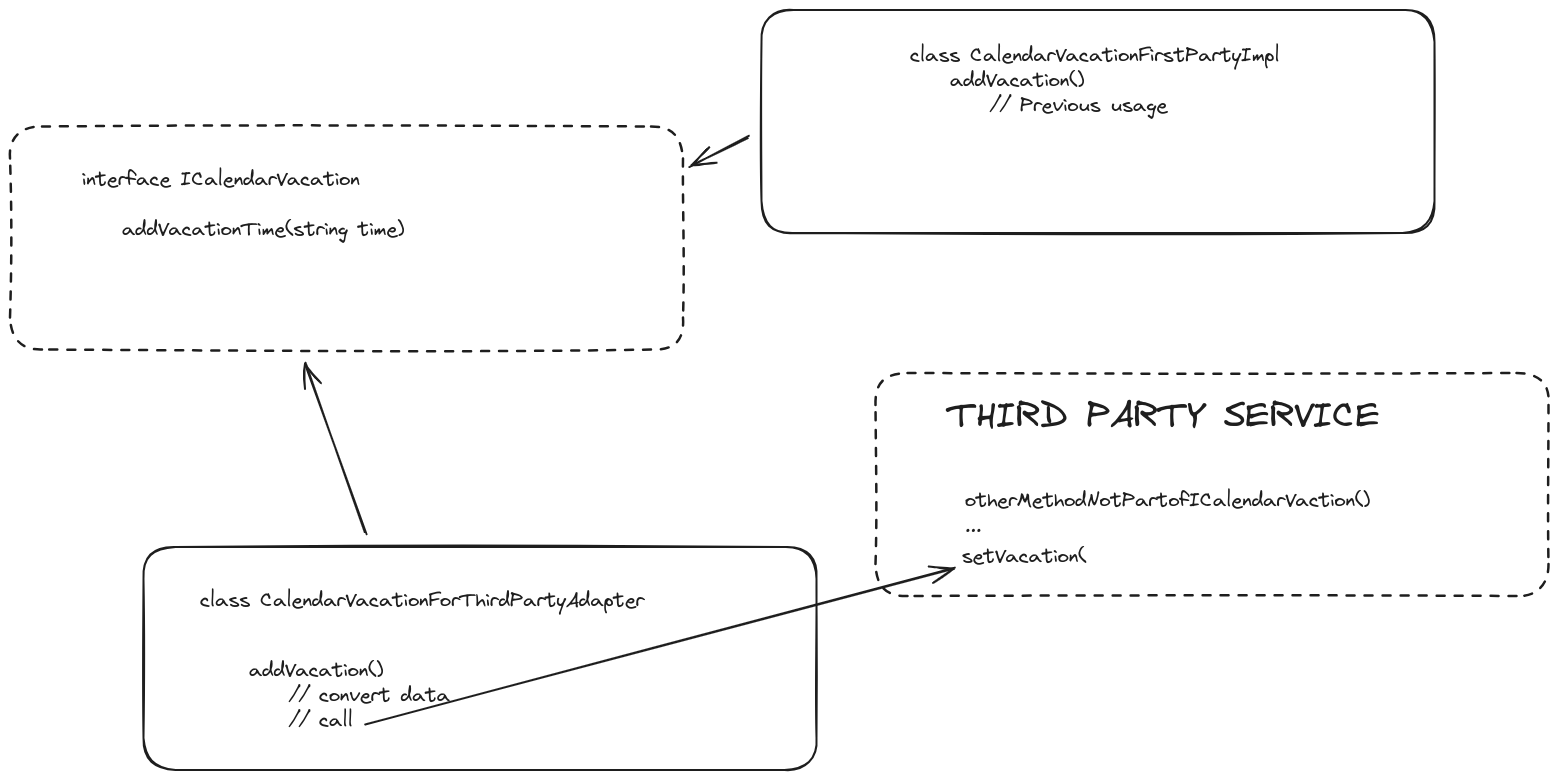 class CalendarVacationFirstPartyImpl
addVacation()
// Previous usage
interface ICalendarVacation
addVacationTime(string time)
THIRD PARTY SERVICE
otherMethodNotPartofICalendarVaction()
...
setVacation(
class CalendarVacationForThirdPartyAdapter
addVacation()
// convert data
// call